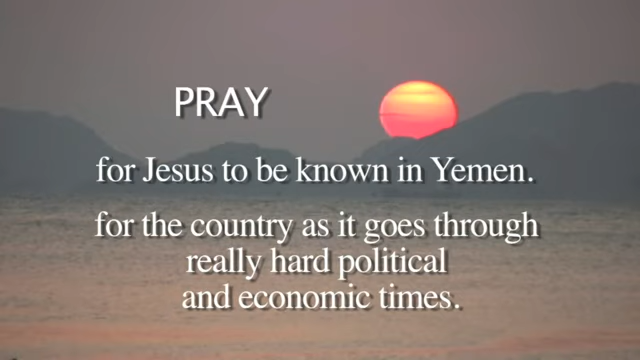 PRAY
for Jesus to be known in Yemen.
for the country as it goes through
really hard political
and economic times.